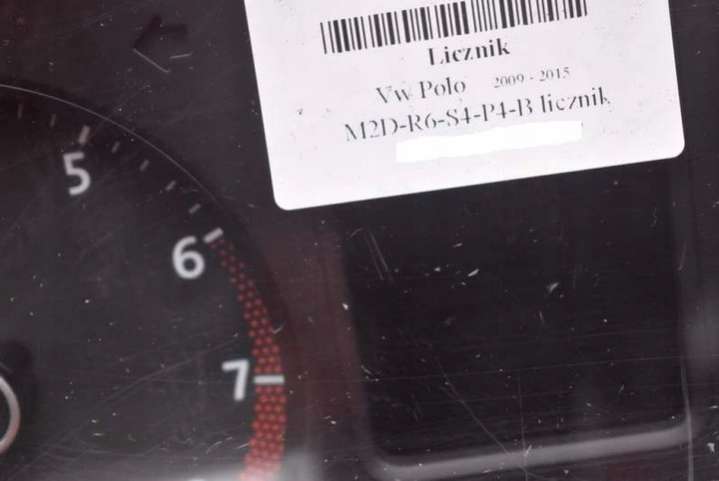 Licznik
Vw Polo 2009 - 2015
M2D-R6-S4-P4-B licznik
5
6
7